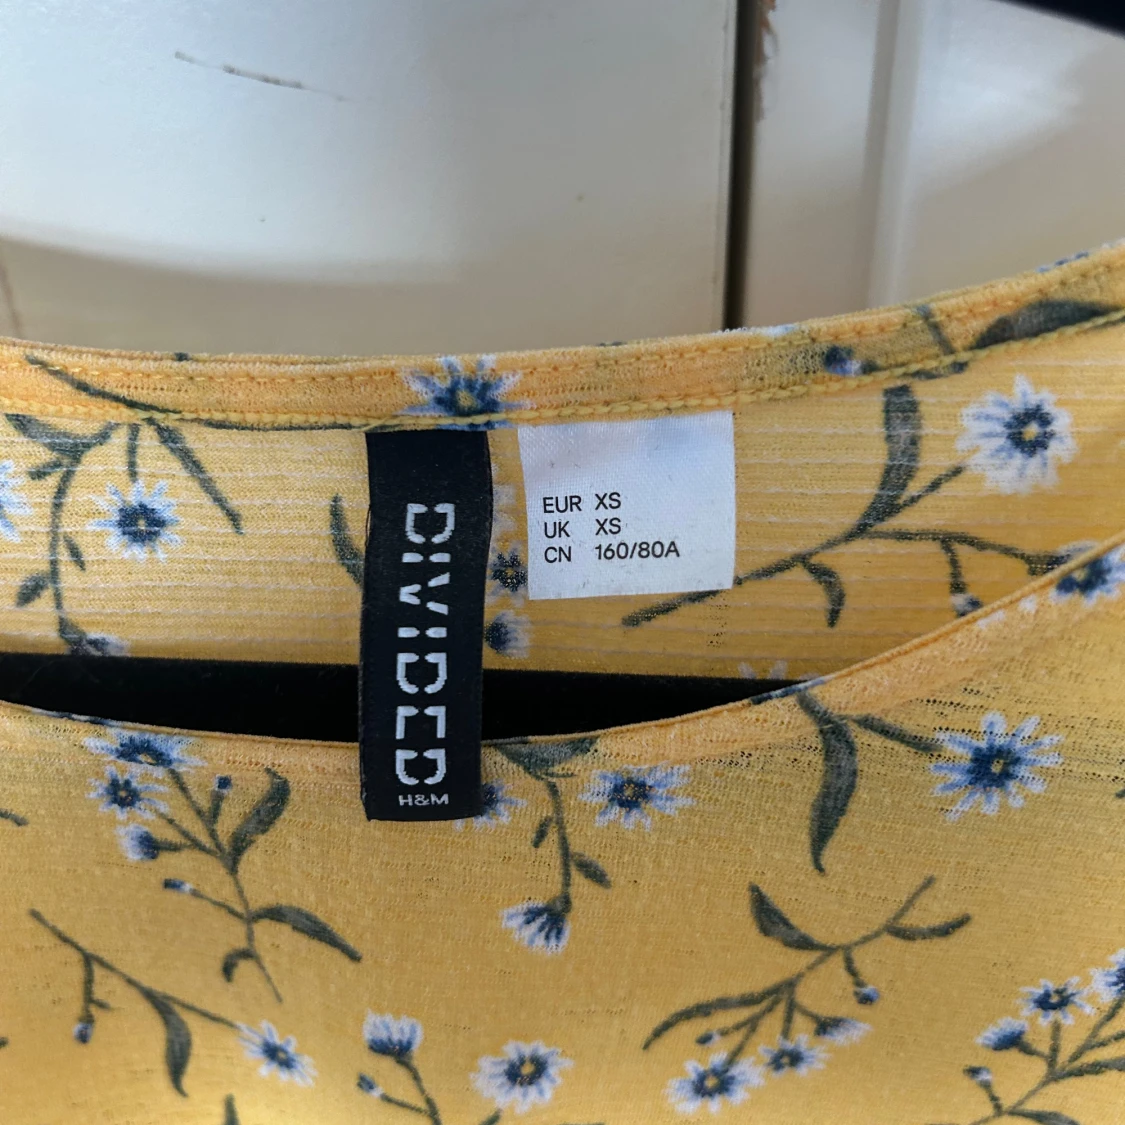 DIVIDED
H&M
EUR XS
UK XS
CN 160/80A